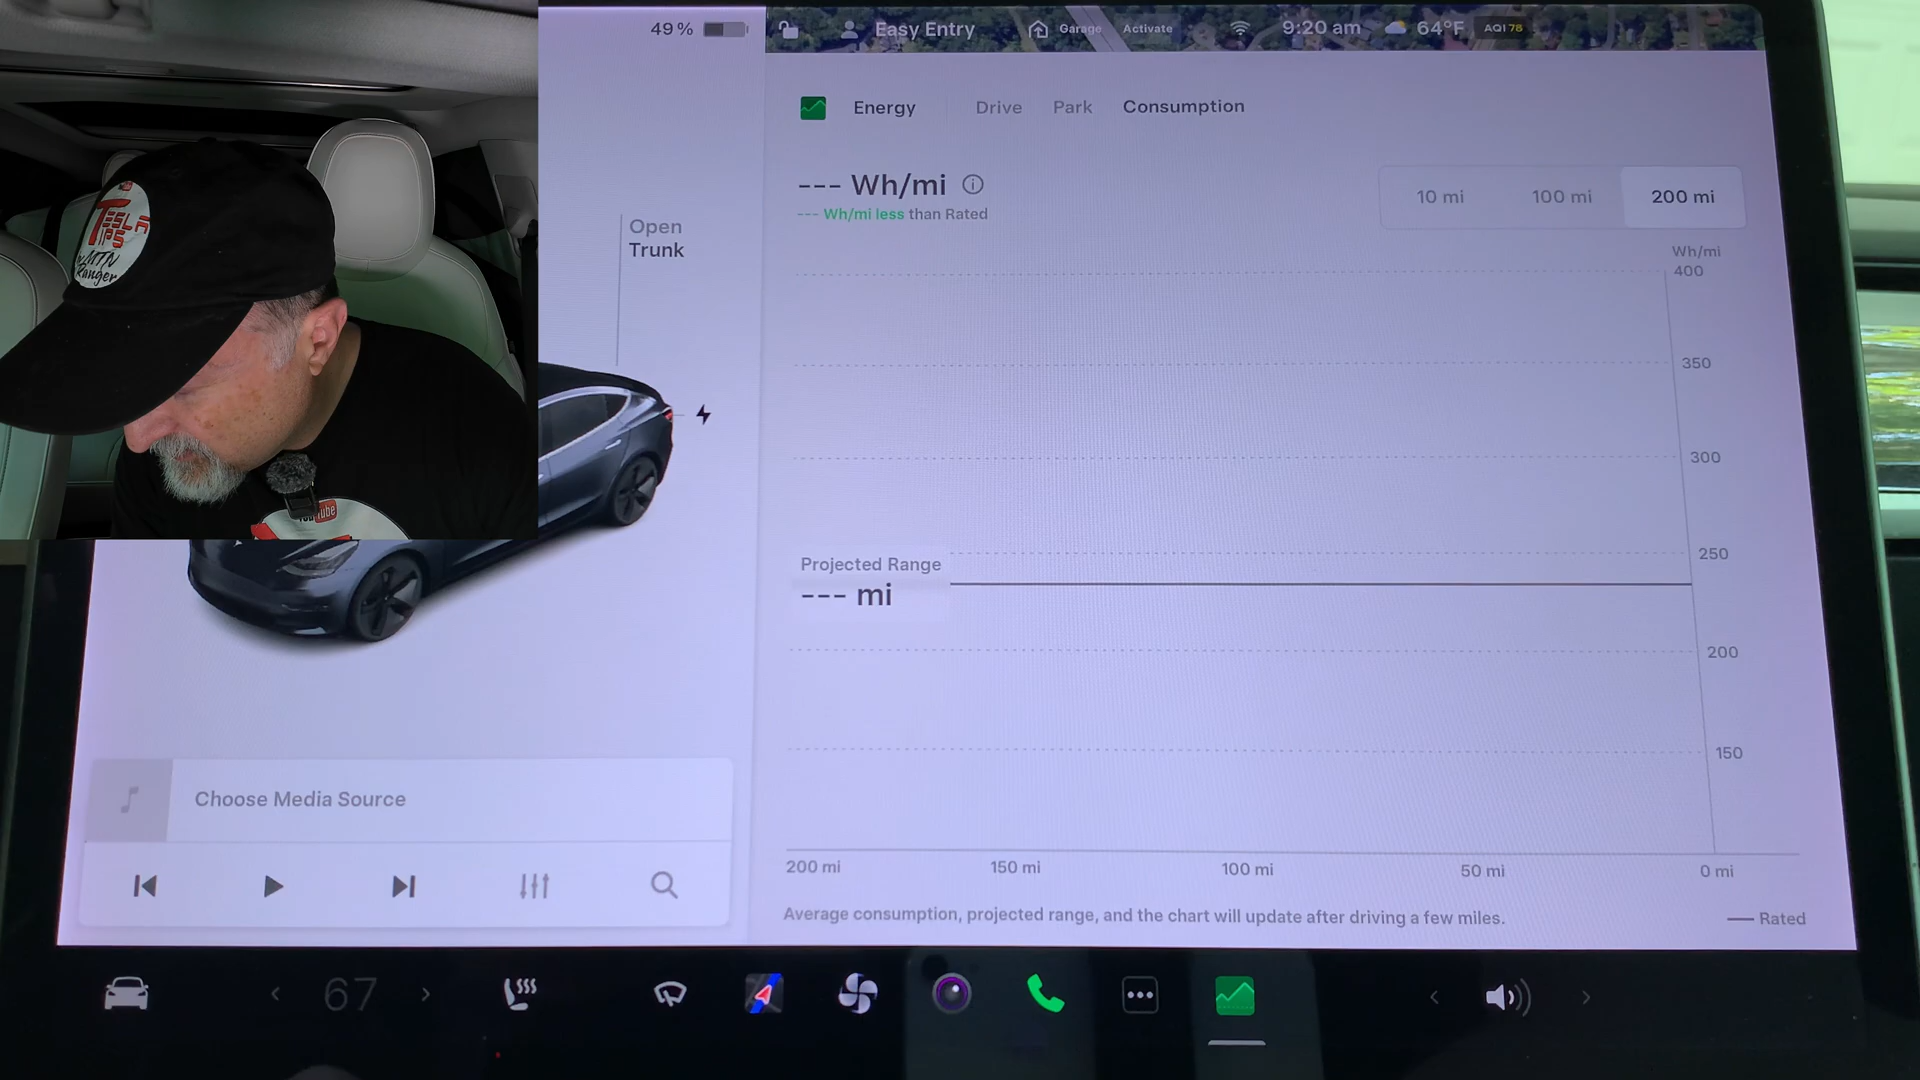 49 %
Easy Entry
Garage
Activate
9:20 am
64°F
AQI 78
Energy
Drive
Park
Consumption
--- Wh/mi
--- Wh/mi less than Rated
10 mi
100 mi
200 mi
Open
Trunk
Wh/mi
400
350
300
250
200
150
Projected Range
--- mi
200 mi
150 mi
100 mi
50 mi
0 mi
Average consumption, projected range, and the chart will update after driving a few miles.
Rated
Choose Media Source
67
MTN
Ranger
YouTube